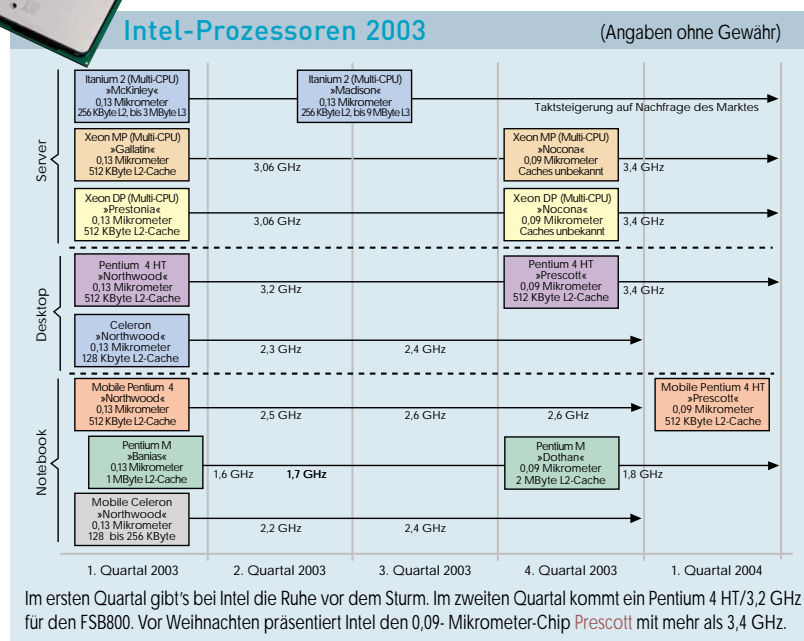 Intel-Prozessoren 2003
(Angaben ohne Gewähr)
Server
Itanium 2 (Multi-CPU)
»McKinley«
0,13 Mikrometer
256 KByte L2, bis 3 MByte L3
Itanium 2 (Multi-CPU)
»Madison«
0,13 Mikrometer
256 KByte L2, bis 9 MByte L3
Taktsteigerung auf Nachfrage des Marktes
Xeon MP (Multi-CPU)
»Gallatin«
0,13 Mikrometer
512 KByte L2-Cache
3,06 GHz
Xeon MP (Multi-CPU)
»Nocona«
0,09 Mikrometer
Caches unbekannt
3,4 GHz
Xeon DP (Multi-CPU)
»Prestonia«
0,13 Mikrometer
512 KByte L2-Cache
3,06 GHz
Xeon DP (Multi-CPU)
»Nocona«
0,09 Mikrometer
Caches unbekannt
3,4 GHz
Desktop
Pentium 4 HT
»Northwood«
0,13 Mikrometer
512 KByte L2-Cache
3,2 GHz
Pentium 4 HT
»Prescott«
0,09 Mikrometer
512 KByte L2-Cache
3,4 GHz
Celeron
»Northwood«
0,13 Mikrometer
128 Kbyte L2-Cache
2,3 GHz
2,4 GHz
Notebook
Mobile Pentium 4
»Northwood«
0,13 Mikrometer
512 KByte L2-Cache
2,5 GHz
2,6 GHz
2,6 GHz
Mobile Pentium 4 HT
»Prescott«
0,09 Mikrometer
512 KByte L2-Cache
Pentium M
»Banias«
0,13 Mikrometer
1 MByte L2-Cache
1,6 GHz
1,7 GHz
Pentium M
»Dothan«
0,09 Mikrometer
2 MByte L2-Cache
1,8 GHz
Mobile Celeron
»Northwood«
0,13 Mikrometer
128 bis 256 KByte
2,2 GHz
2,4 GHz
1. Quartal 2003
2. Quartal 2003
3. Quartal 2003
4. Quartal 2003
1. Quartal 2004
Im ersten Quartal gibt's bei Intel die Ruhe vor dem Sturm. Im zweiten Quartal kommt ein Pentium 4 HT/3,2 GHz
für den FSB800. Vor Weihnachten präsentiert Intel den 0,09- Mikrometer-Chip Prescott mit mehr als 3,4 GHz.